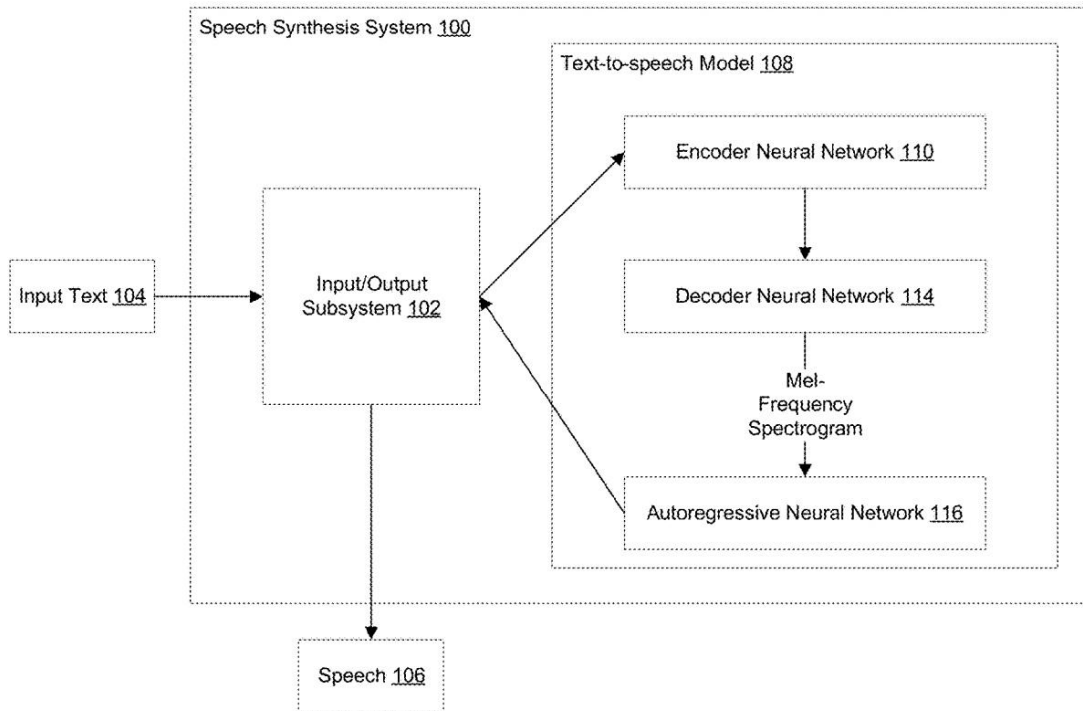 Speech Synthesis System 100
Text-to-speech Model 108
Encoder Neural Network 110
Input Text 104
Input/Output
Subsystem 102
Decoder Neural Network 114
Mel-
Frequency
Spectrogram
Autoregressive Neural Network 116
Speech 106